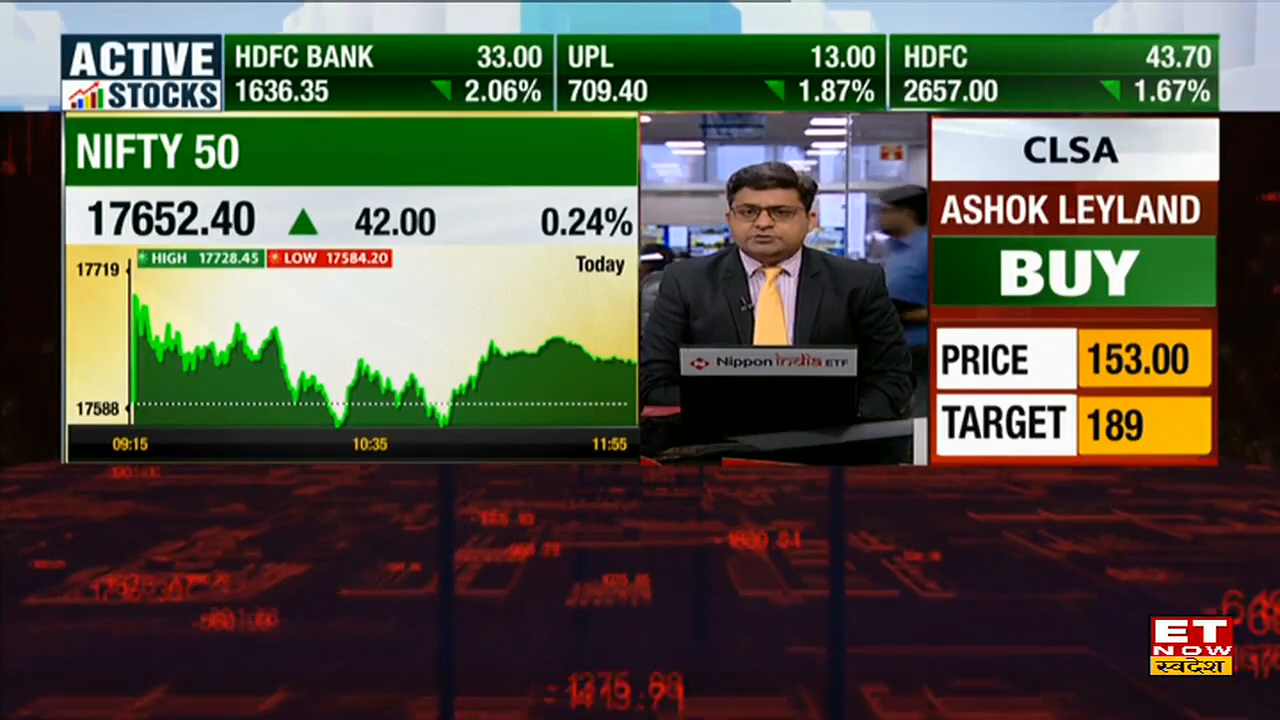 ACTIVE STOCKS
HDFC BANK 33.00
1636.35 2.06%
UPL 13.00
709.40 1.87%
HDFC 43.70
2657.00 1.67%
NIFTY 50
17652.40 42.00 0.24%
HIGH 17728.45 LOW 17584.20 Today
17719
17588
09:15 10:35 11:55
Nippon india ETF
CLSA
ASHOK LEYLAND
BUY
PRICE 153.00
TARGET 189
ET
NOW
स्वदेश